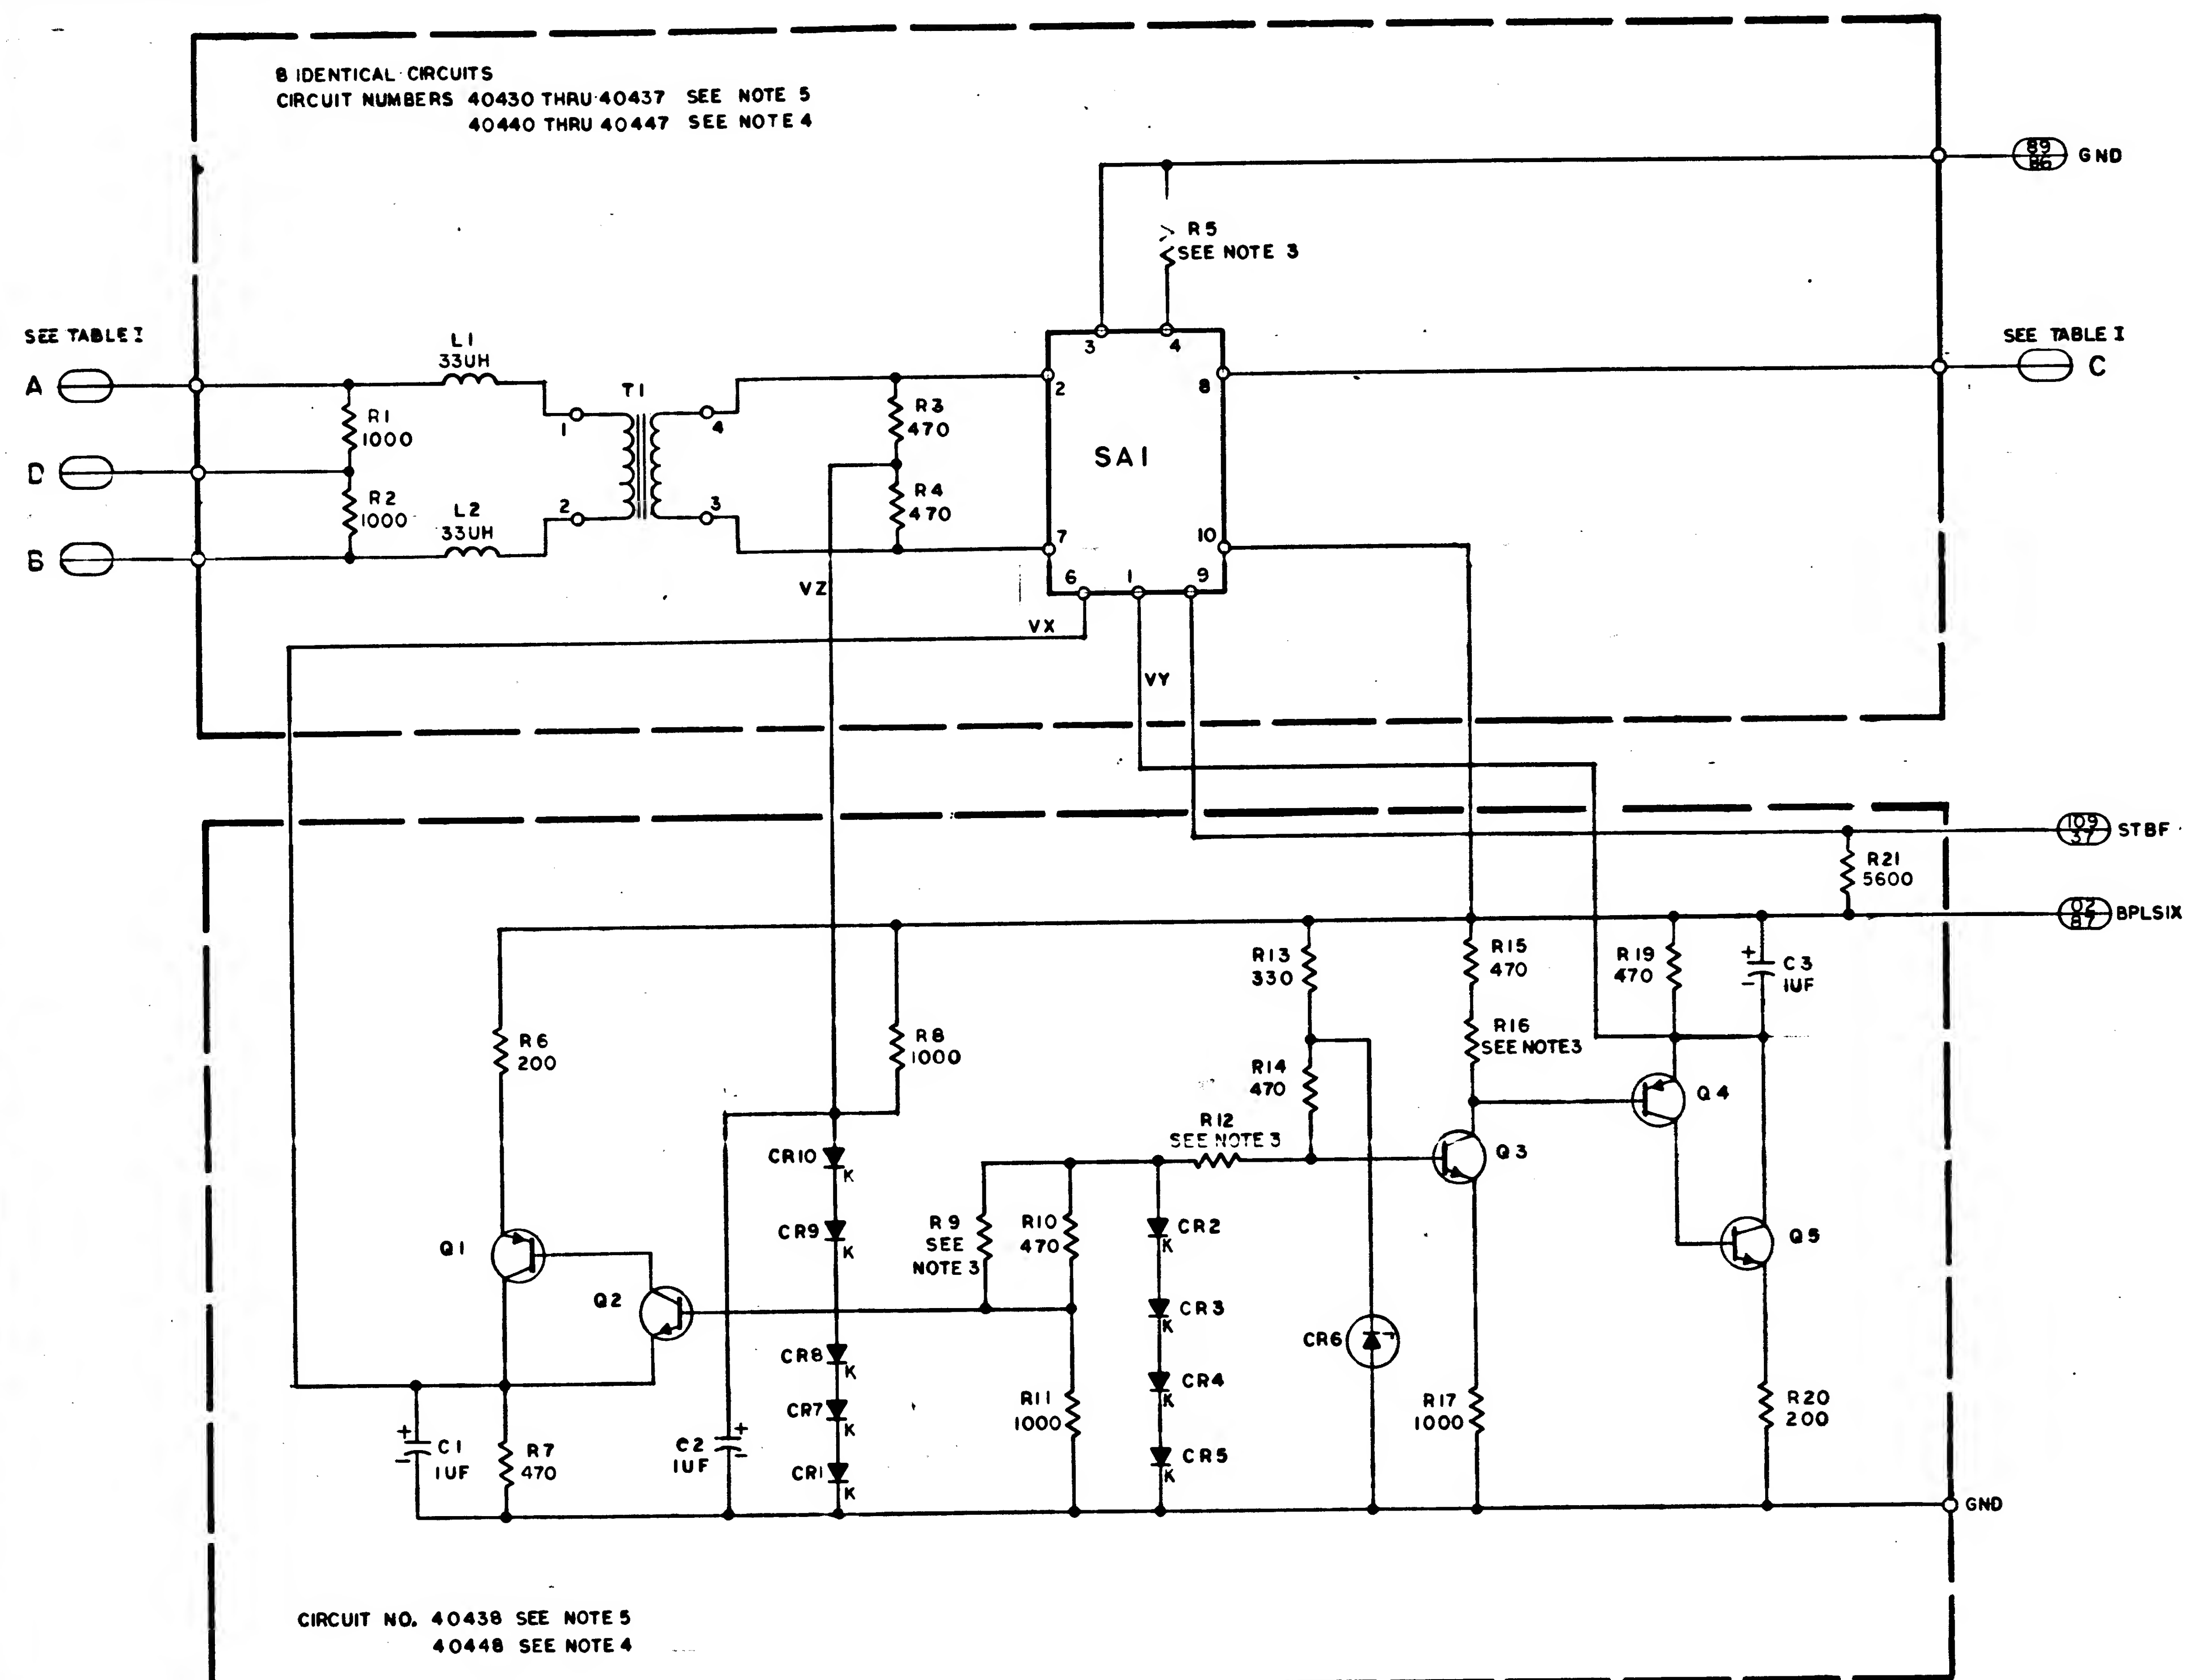 8 IDENTICAL CIRCUITS
CIRCUIT NUMBERS 40430 THRU 40437 SEE NOTE 5
40440 THRU 40447 SEE NOTE 4
89
86
GND
R5
SEE NOTE 3
SEE TABLE I
SEE TABLE I
A
L1
33UH
T1
3
4
2
8
C
R1
1000
1
4
R3
470
SA1
D
R2
1000
L2
33UH
2
3
R4
470
7
10
B
6
1
9
VZ
VX
VY
109
37
STBF
R21
5600
02
87
BPLSIX
R13
330
R15
470
R19
470
+
-
C3
1UF
R6
200
R8
1000
R16
SEE NOTE3
R14
470
Q4
R12
SEE NOTE 3
CR10
K
Q3
Q1
CR9
K
R9
SEE
NOTE 3
R10
470
CR2
K
Q5
Q2
CR3
K
CR6
CR8
K
CR4
K
+
-
C1
1UF
R7
470
C2
1UF
+
-
CR7
K
R11
1000
R17
1000
R20
200
CR5
K
CR1
K
GND
CIRCUIT NO. 40438 SEE NOTE 5
40448 SEE NOTE 4